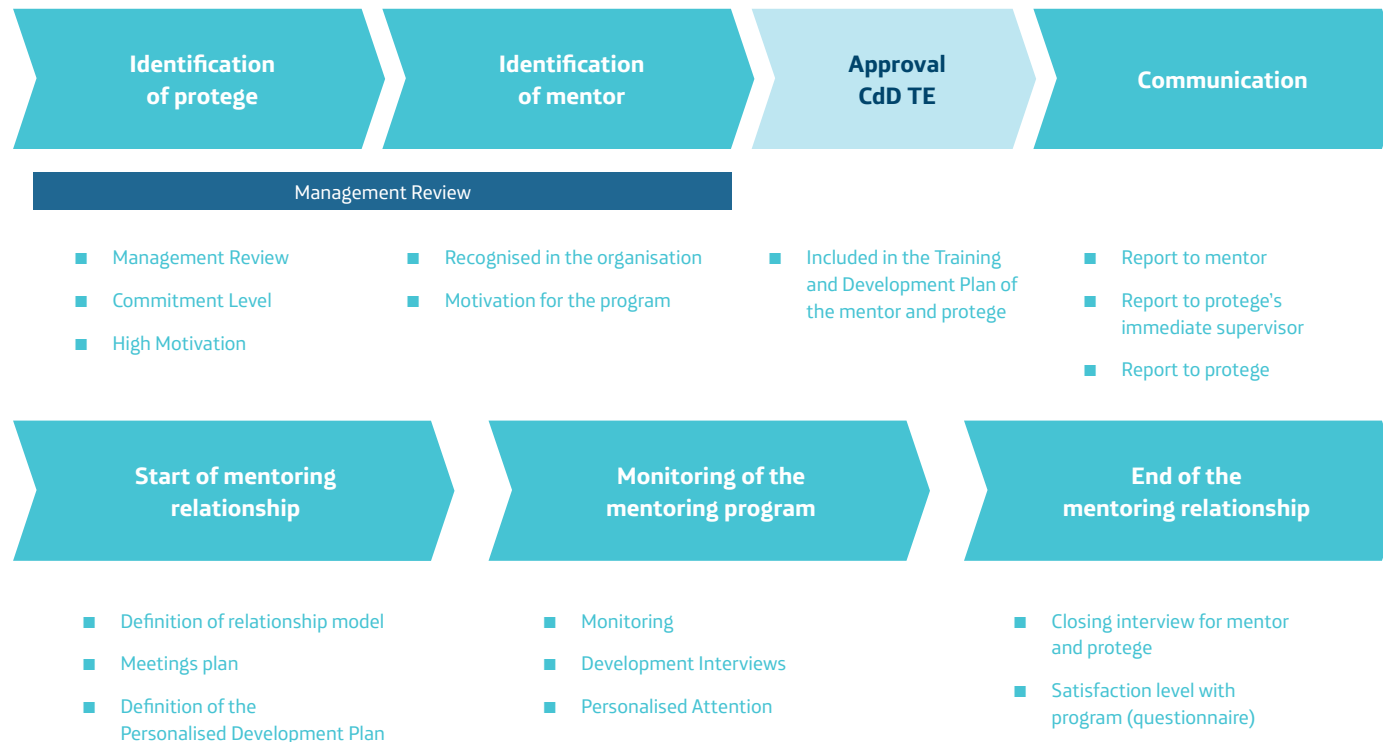 Identification
of protege
Identification
of mentor
Approval
CdD TE
Communication
Management Review
Management Review
Commitment Level
High Motivation
Recognised in the organisation
Motivation for the program
Included in the Training
and Development Plan of
the mentor and protege
Report to mentor
Report to protege's
immediate supervisor
Report to protege
Start of mentoring
relationship
Monitoring of the
mentoring program
End of the
mentoring relationship
Definition of relationship model
Meetings plan
Definition of the
Personalised Development Plan
Monitoring
Development Interviews
Personalised Attention
Closing interview for mentor
and protege
Satisfaction level with
program (questionnaire)